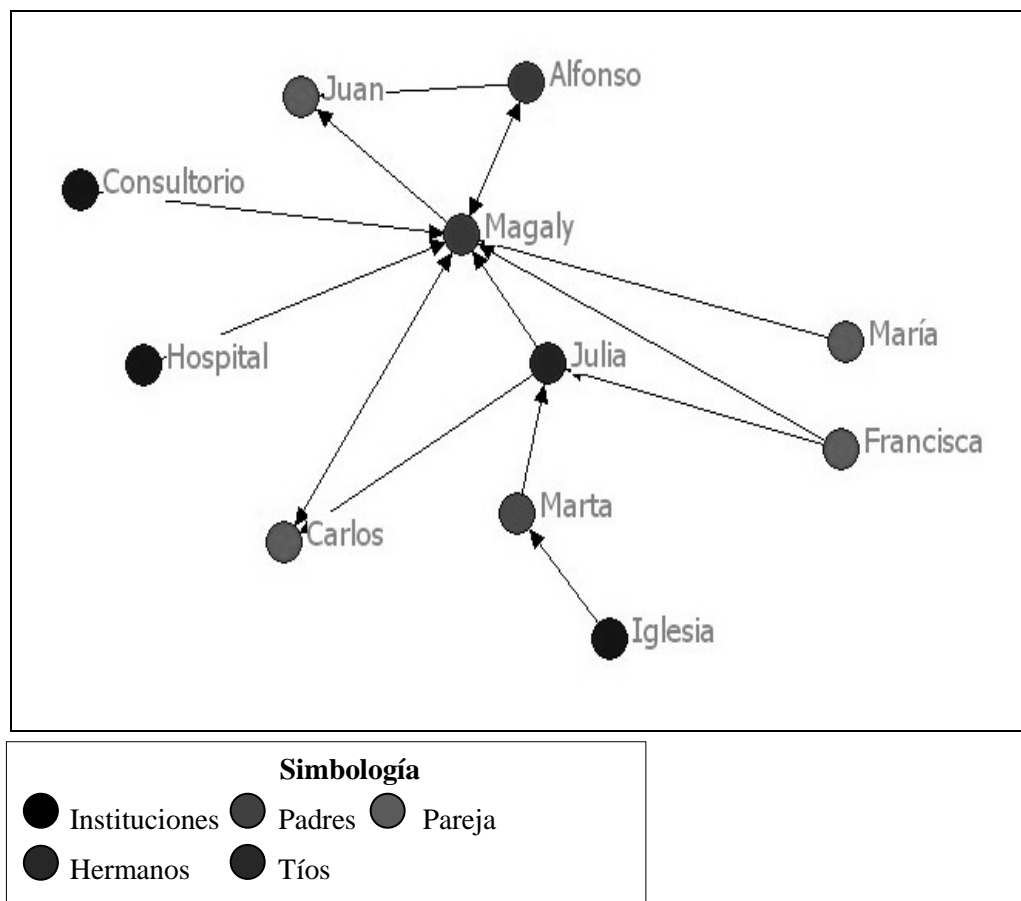 Juan
Alfonso
Consultorio
Magaly
María
Hospital
Julia
Francisca
Marta
Carlos
Iglesia
Simbología
Instituciones Padres Pareja
Hermanos Tíos